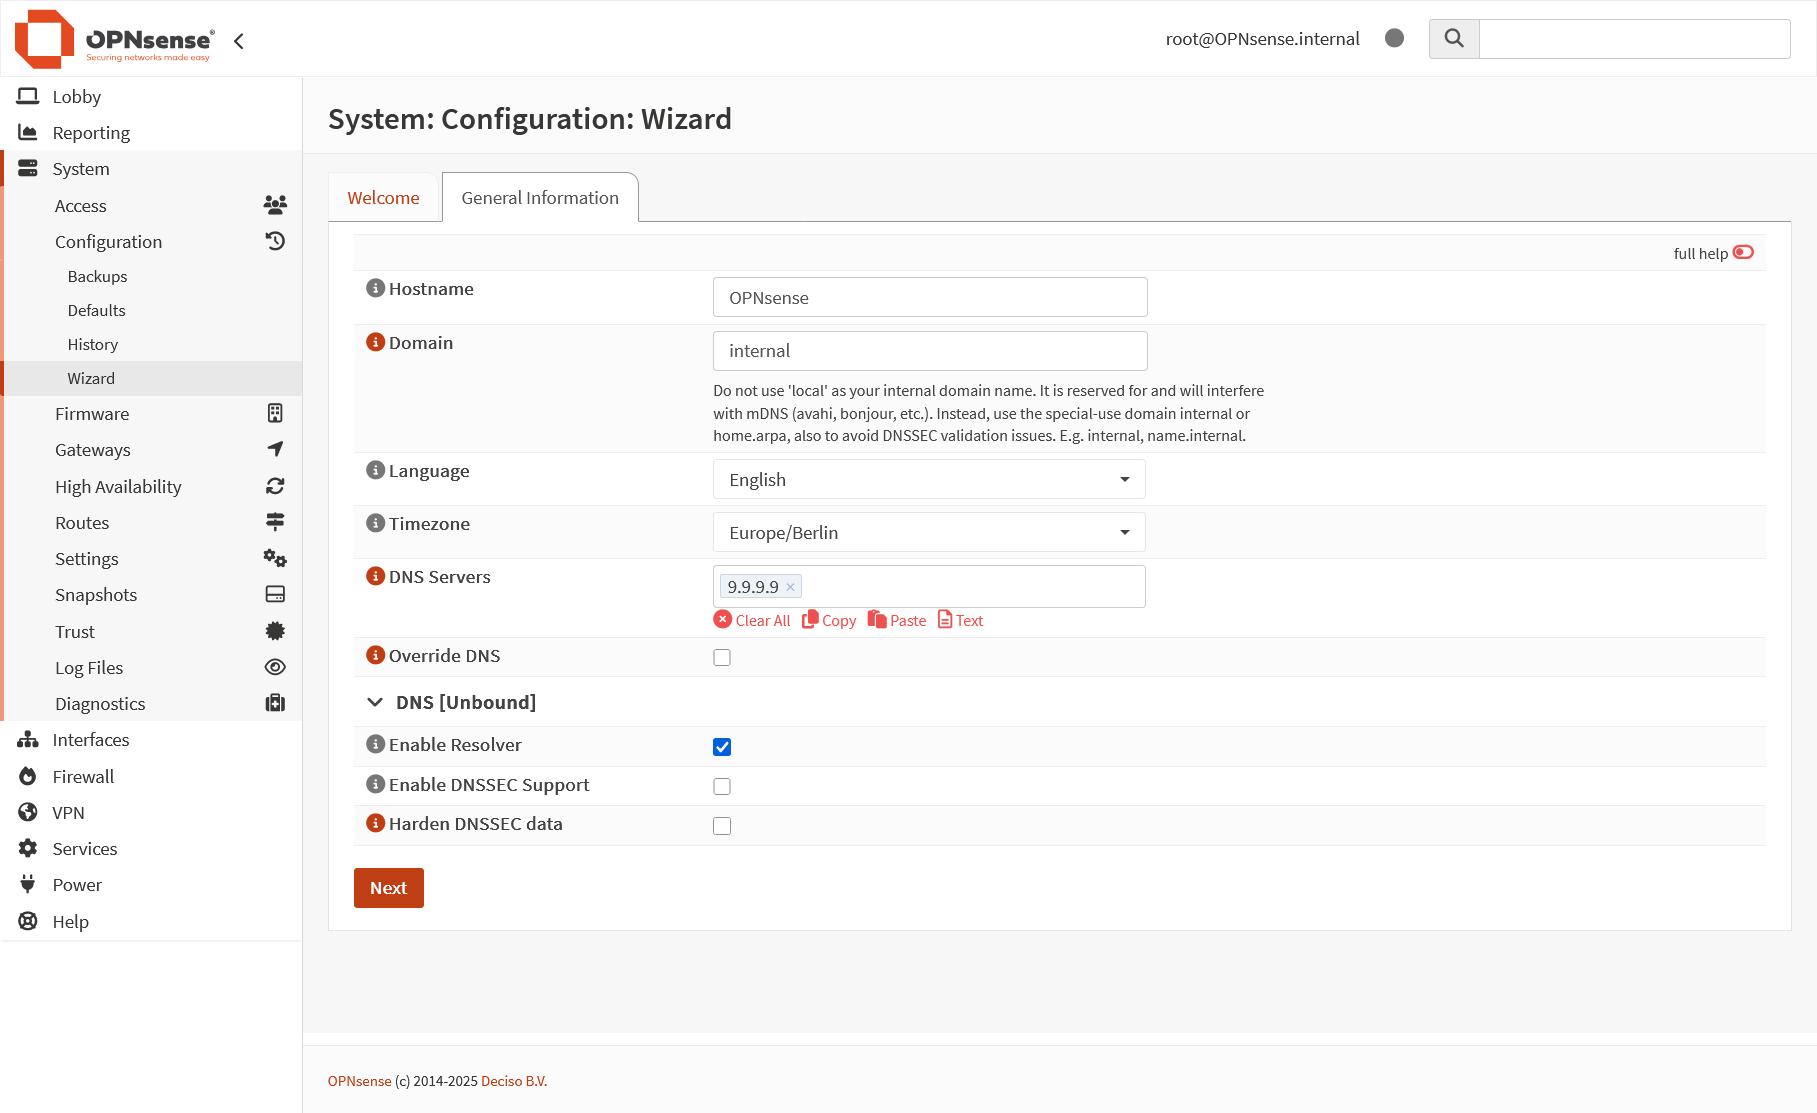 OPNsense®
Securing networks made easy
root@OPNsense.internal
Lobby
Reporting
System
Access
Configuration
Backups
Defaults
History
Wizard
Firmware
Gateways
High Availability
Routes
Settings
Snapshots
Trust
Log Files
Diagnostics
Interfaces
Firewall
VPN
Services
Power
Help
System: Configuration: Wizard
Welcome
General Information
full help
Hostname
OPNsense
Domain
internal
Do not use 'local' as your internal domain name. It is reserved for and will interfere
with mDNS (avahi, bonjour, etc.). Instead, use the special-use domain internal or
home.arpa, also to avoid DNSSEC validation issues. E.g. internal, name.internal.
Language
English
Timezone
Europe/Berlin
DNS Servers
9.9.9.9 ×
Clear All Copy Paste Text
Override DNS
DNS [Unbound]
Enable Resolver
Enable DNSSEC Support
Harden DNSSEC data
Next
OPNsense (c) 2014-2025 Deciso B.V.